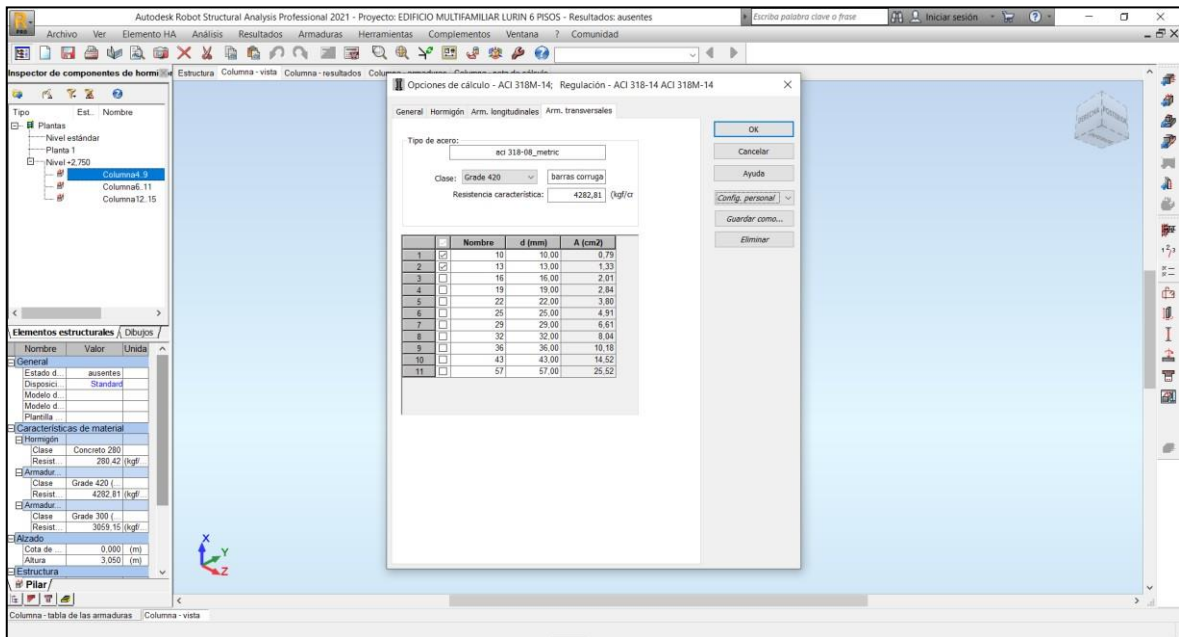 Autodesk Robot Structural Analysis Professional 2021 - Proyecto: EDIFICIO MULTIFAMILIAR LURIN 6 PISOS - Resultados: ausentes
Escriba palabra clave o frase
Iniciar sesión
PRO
Archivo Ver Elemento HA Análisis Resultados Armaduras Herramientas Complementos Ventana ? Comunidad
Inspector de componentes de hormi
Estructura Columna - vista Columna - resultados
Tipo Est... Nombre
Plantas
Nivel estándar
Planta 1
Nivel +2,750
Columna4..9
Columna6..11
Columna12..15
Elementos estructurales Dibujos
Nombre Valor Unida
General
Estado d... ausentes
Disposici... Standard
Modelo d...
Modelo d...
Plantilla ...
Características de material
Hormigón
Clase Concreto 280
Resist... 280,42 (kgf/...
Armadur...
Clase Grade 420 (...
Resist... 4282,81 (kgf/...
Armadur...
Clase Grade 300 (...
Resist... 3059,15 (kgf/...
Alzado
Cota de ... 0,000 (m)
Altura 3,050 (m)
Estructura
Pilar
Columna - tabla de las armaduras Columna - vista
X
Y
Z
Opciones de cálculo - ACI 318M-14; Regulación - ACI 318-14 ACI 318M-14
General Hormigón Arm. longitudinales Arm. transversales
Tipo de acero:
aci 318-08_metric
Clase: Grade 420 barras corruga
Resistencia característica: 4282,81 (kgf/cr
Nombre d (mm) A (cm2)
1 10 10,00 0,79
2 13 13,00 1,33
3 16 16,00 2,01
4 19 19,00 2,84
5 22 22,00 3,80
6 25 25,00 4,91
7 29 29,00 6,61
8 32 32,00 8,04
9 36 36,00 10,18
10 43 43,00 14,52
11 57 57,00 25,52
OK
Cancelar
Ayuda
Config. personal
Guardar como...
Eliminar
DERECHA
POSTERIOR